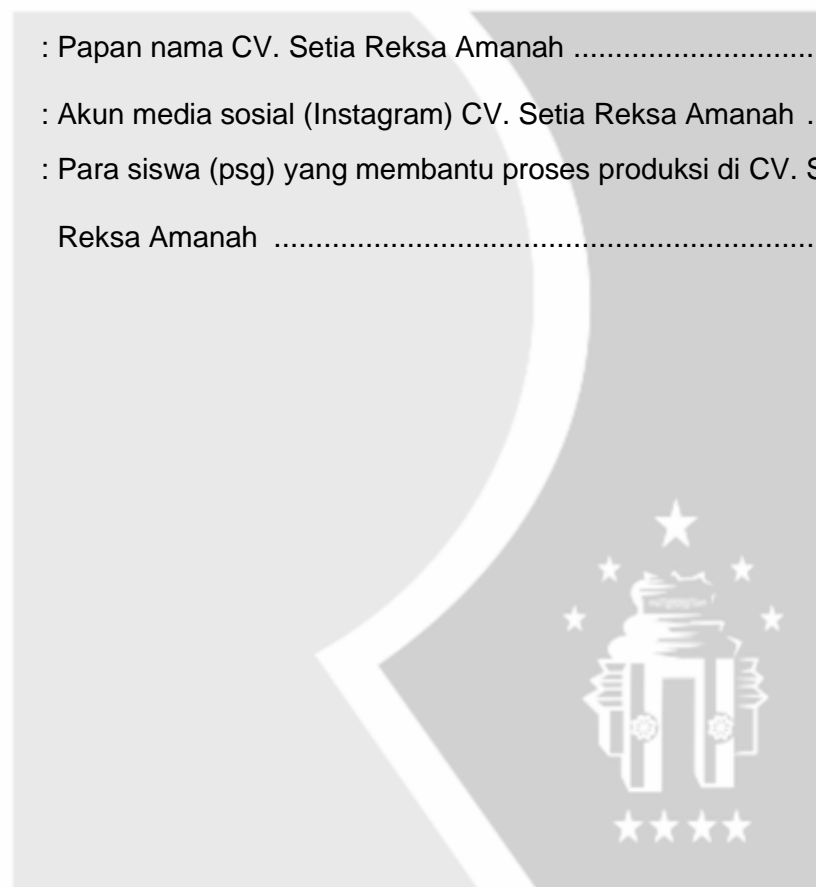 : Papan nama CV. Setia Reksa Amanah ..............................
: Akun media sosial (Instagram) CV. Setia Reksa Amanah .
: Para siswa (psg) yang membantu proses produksi di CV.
Reksa Amanah ..................................................................